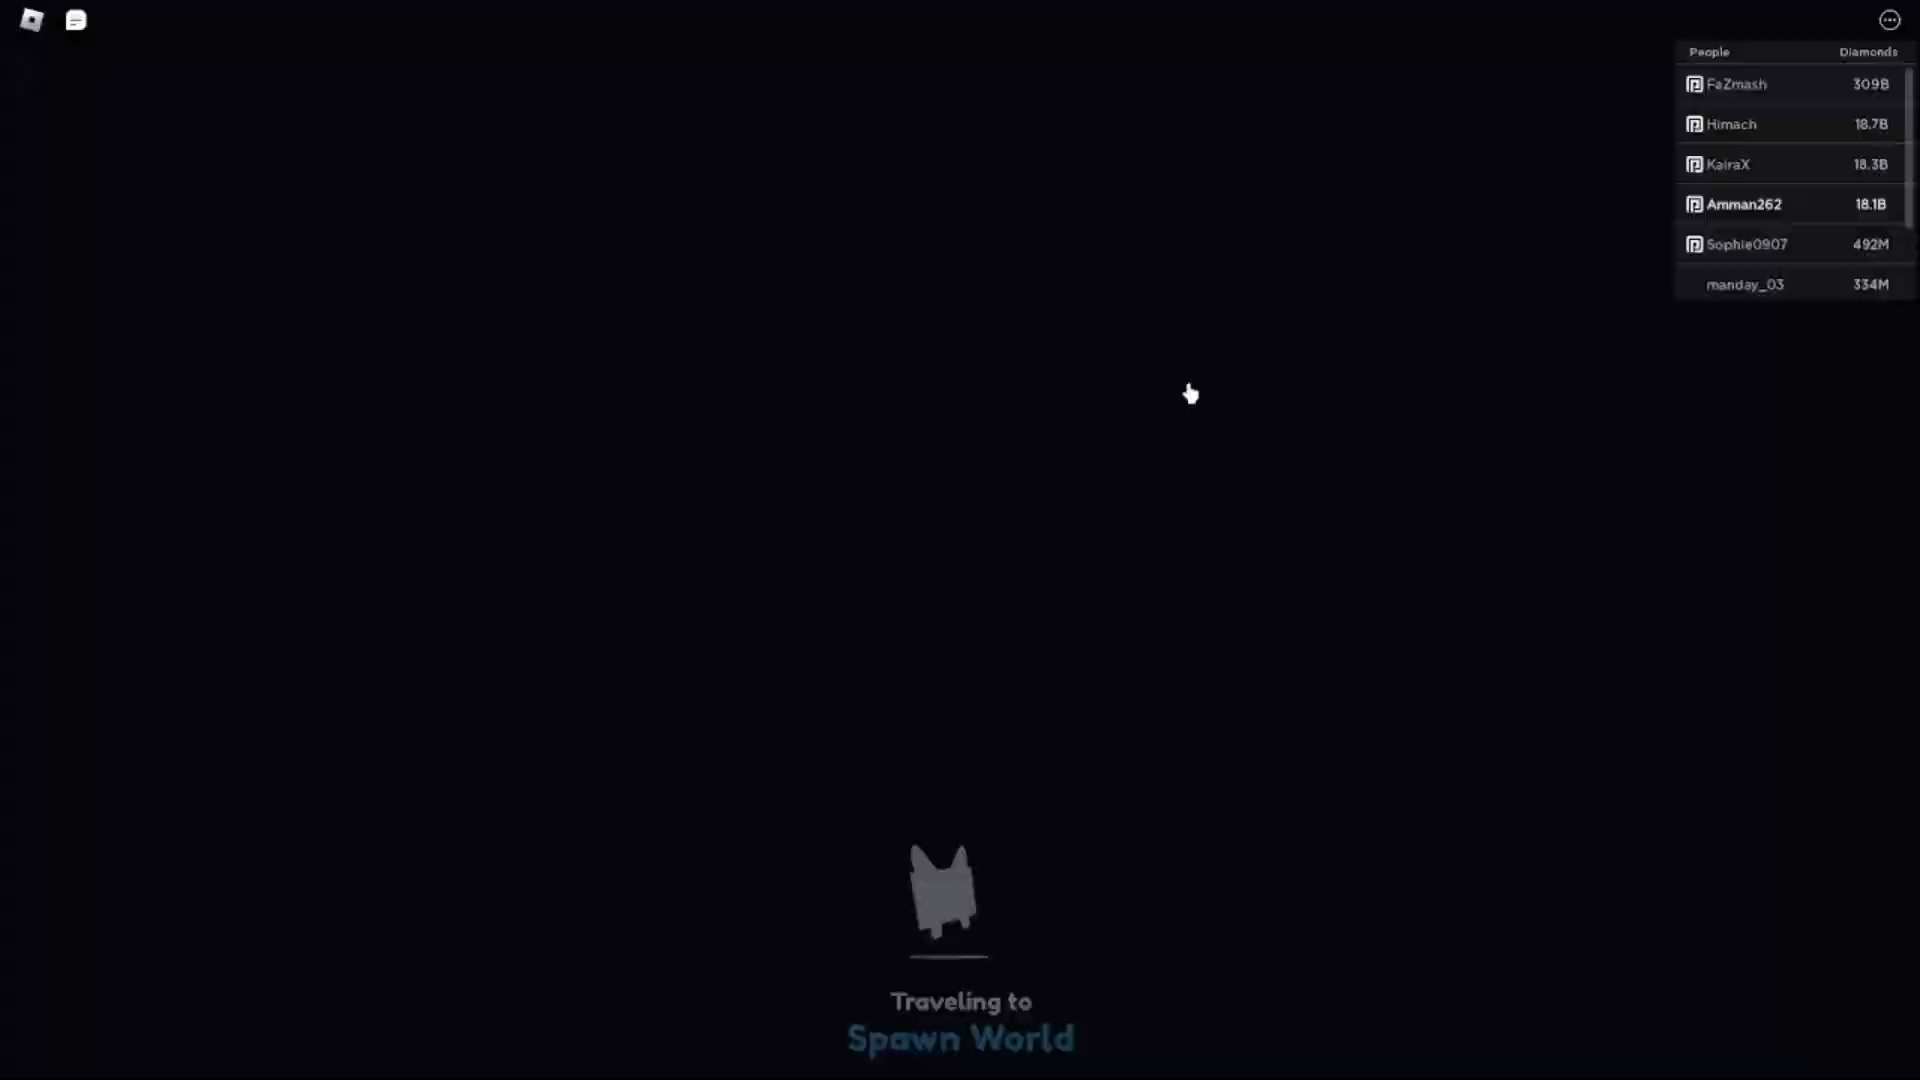 People Diamonds
FaZmash 309B
Himach 18.7B
KairaX 18.3B
Amman262 18.1B
Sophie0907 492M
manday_03 334M
Traveling to
Spawn World